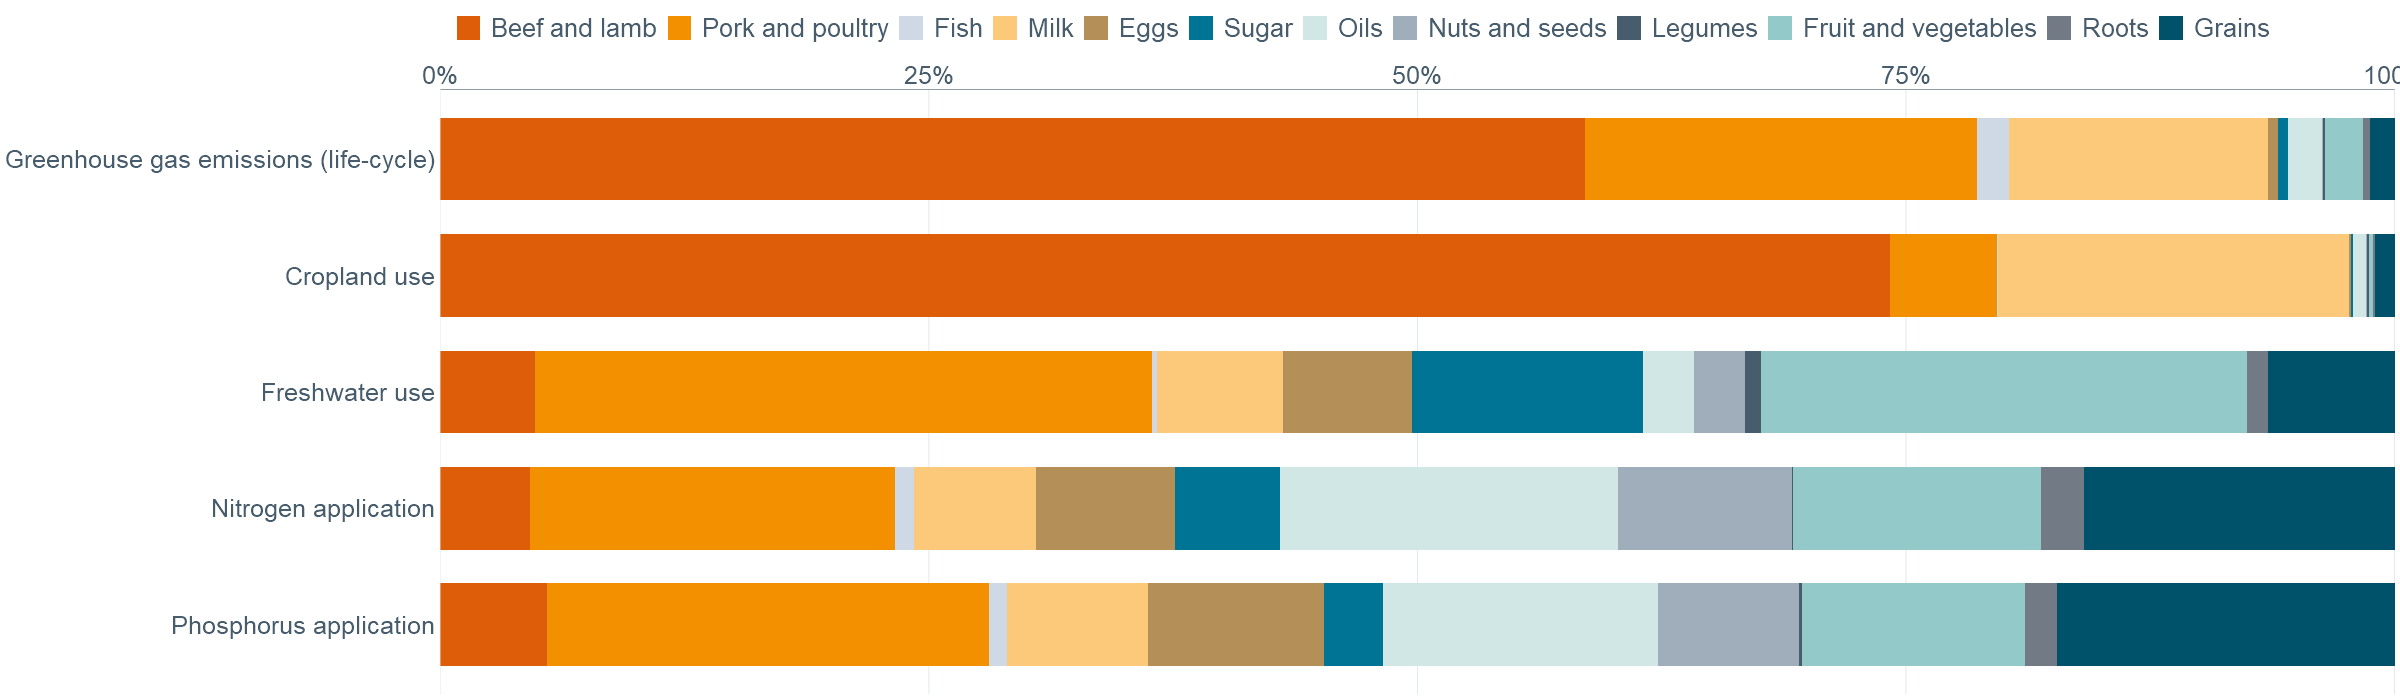 Beef and lamb Pork and poultry Fish Milk Eggs Sugar Oils Nuts and seeds Legumes Fruit and vegetables Roots Grains
0% 25% 50% 75% 100
Greenhouse gas emissions (life-cycle)
Cropland use
Freshwater use
Nitrogen application
Phosphorus application